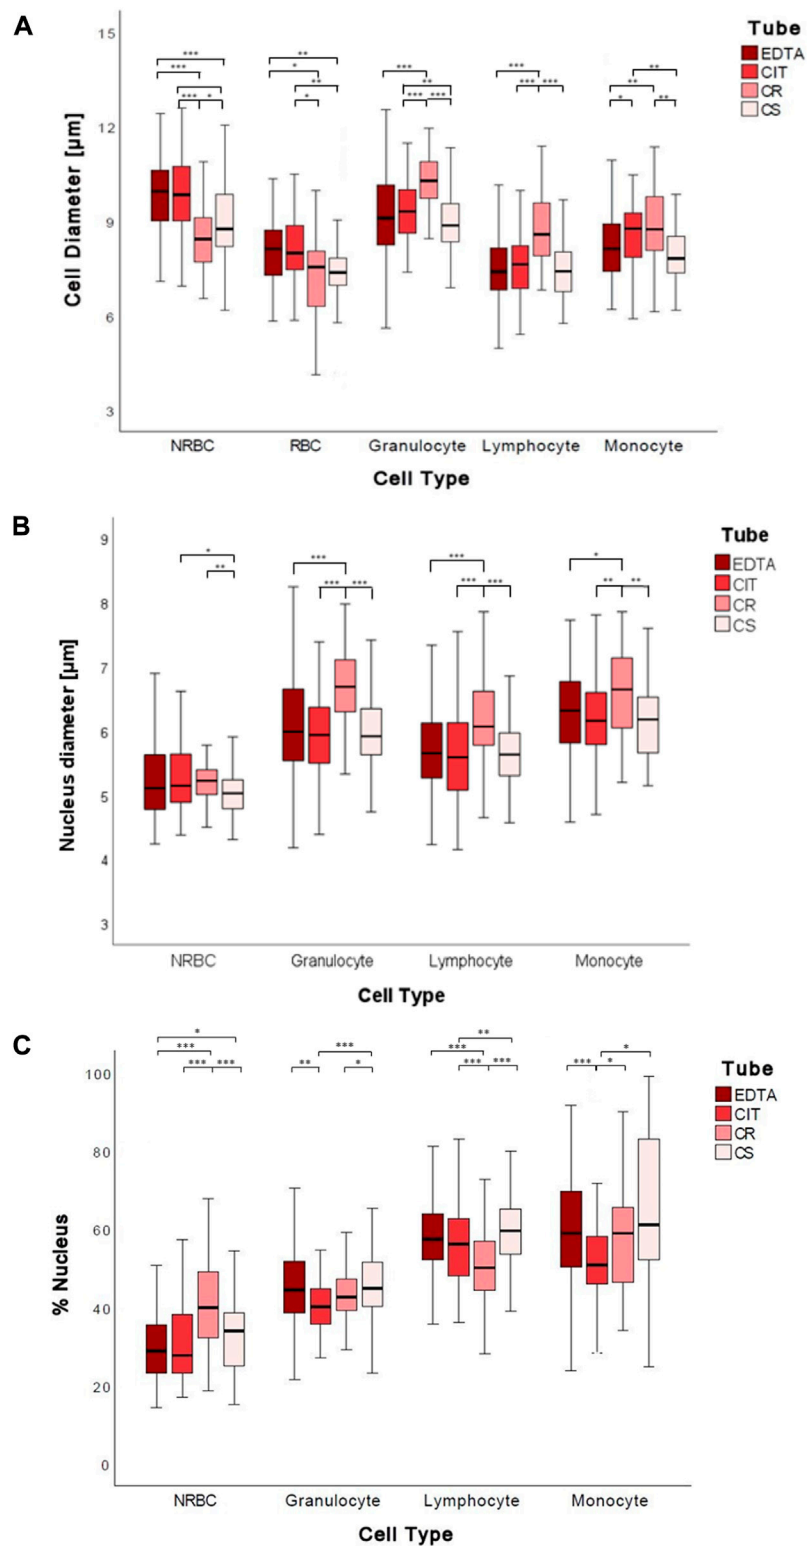 A
Tube
EDTA
CIT
CR
CS
Cell Diameter [µm]
15
12
9
6
3
*** *** *** *
** * ** *
*** ** *** ***
*** *** ***
** ** * **
NRBC RBC Granulocyte Lymphocyte Monocyte
Cell Type
B
Tube
EDTA
CIT
CR
CS
Nucleus diameter [µm]
9
8
7
6
5
4
3
* **
*** *** ***
*** *** ***
* ** **
NRBC Granulocyte Lymphocyte Monocyte
Cell Type
C
Tube
EDTA
CIT
CR
CS
% Nucleus
100
80
60
40
20
0
* *** *** ***
*** ** *
** *** *** ***
* *** *
NRBC Granulocyte Lymphocyte Monocyte
Cell Type